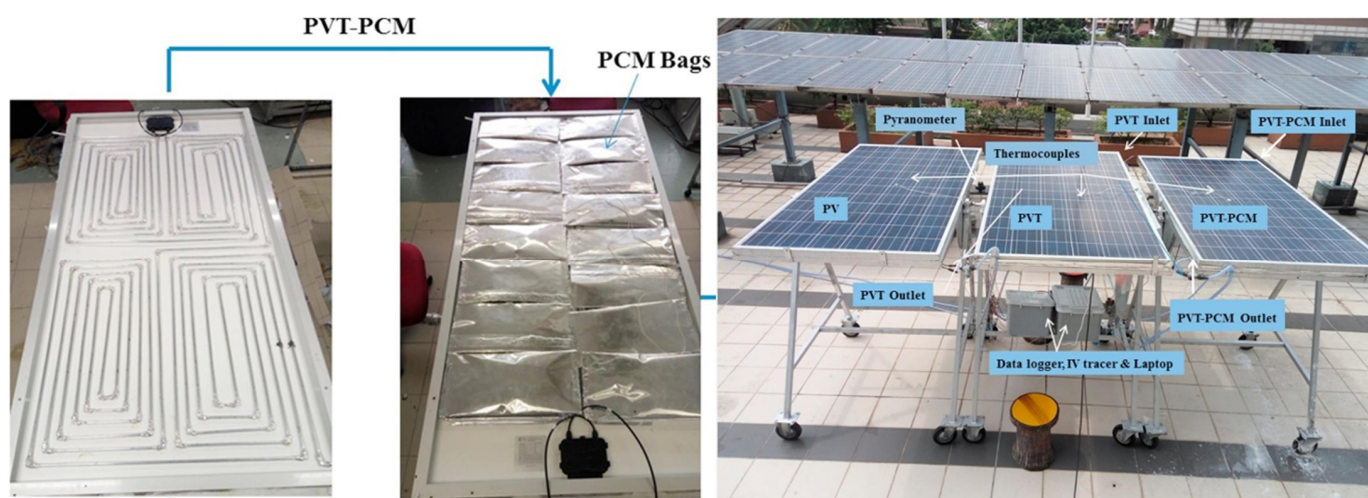 PVT-PCM
PCM Bags
Pyranometer
PVT Inlet
PVT-PCM Inlet
Thermocouples
PV
PVT
PVT-PCM
PVT Outlet
PVT-PCM Outlet
Data logger, IV tracer & Laptop